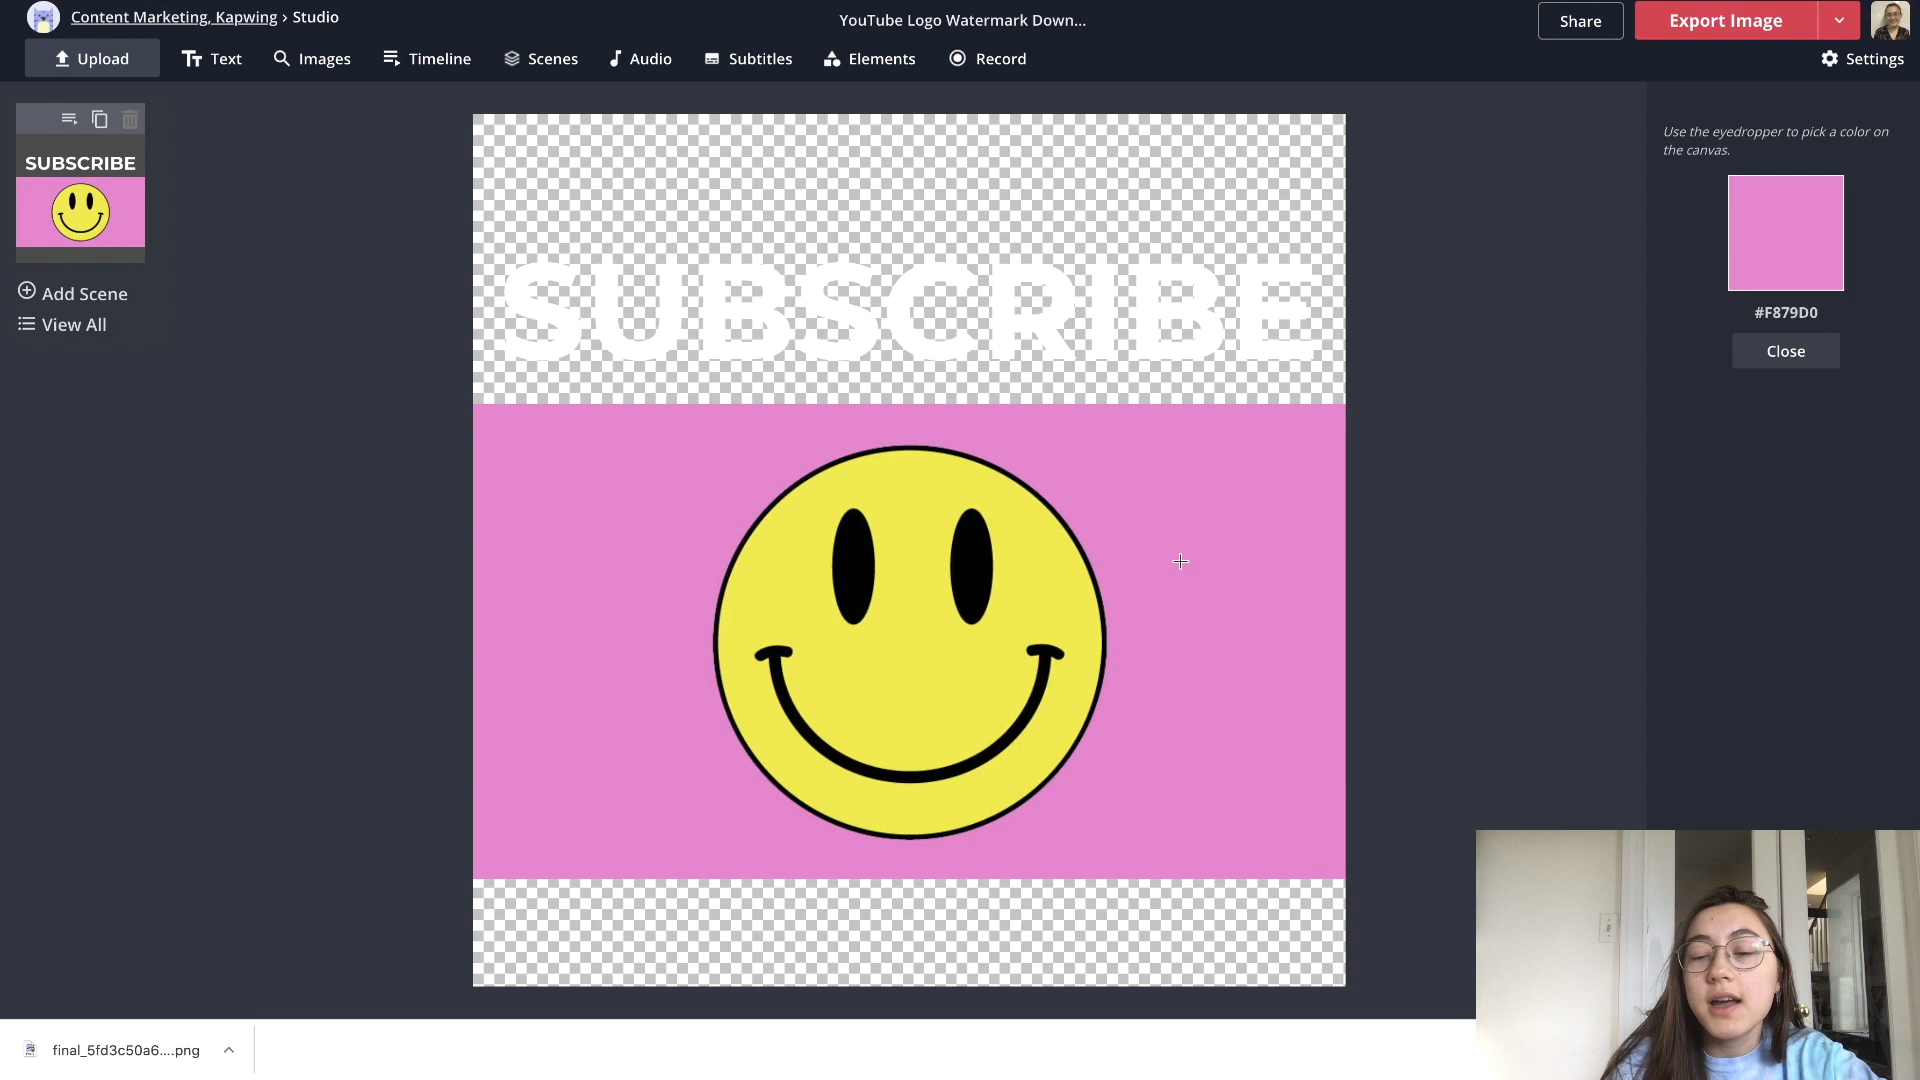 Content Marketing, Kapwing › Studio
YouTube Logo Watermark Down...
Share
Export Image
Upload
Text
Images
Timeline
Scenes
Audio
Subtitles
Elements
Record
Settings
SUBSCRIBE
Add Scene
View All
SUBSCRIBE
Use the eyedropper to pick a color on
the canvas.
#F879D0
Close
final_5fd3c50a6....png